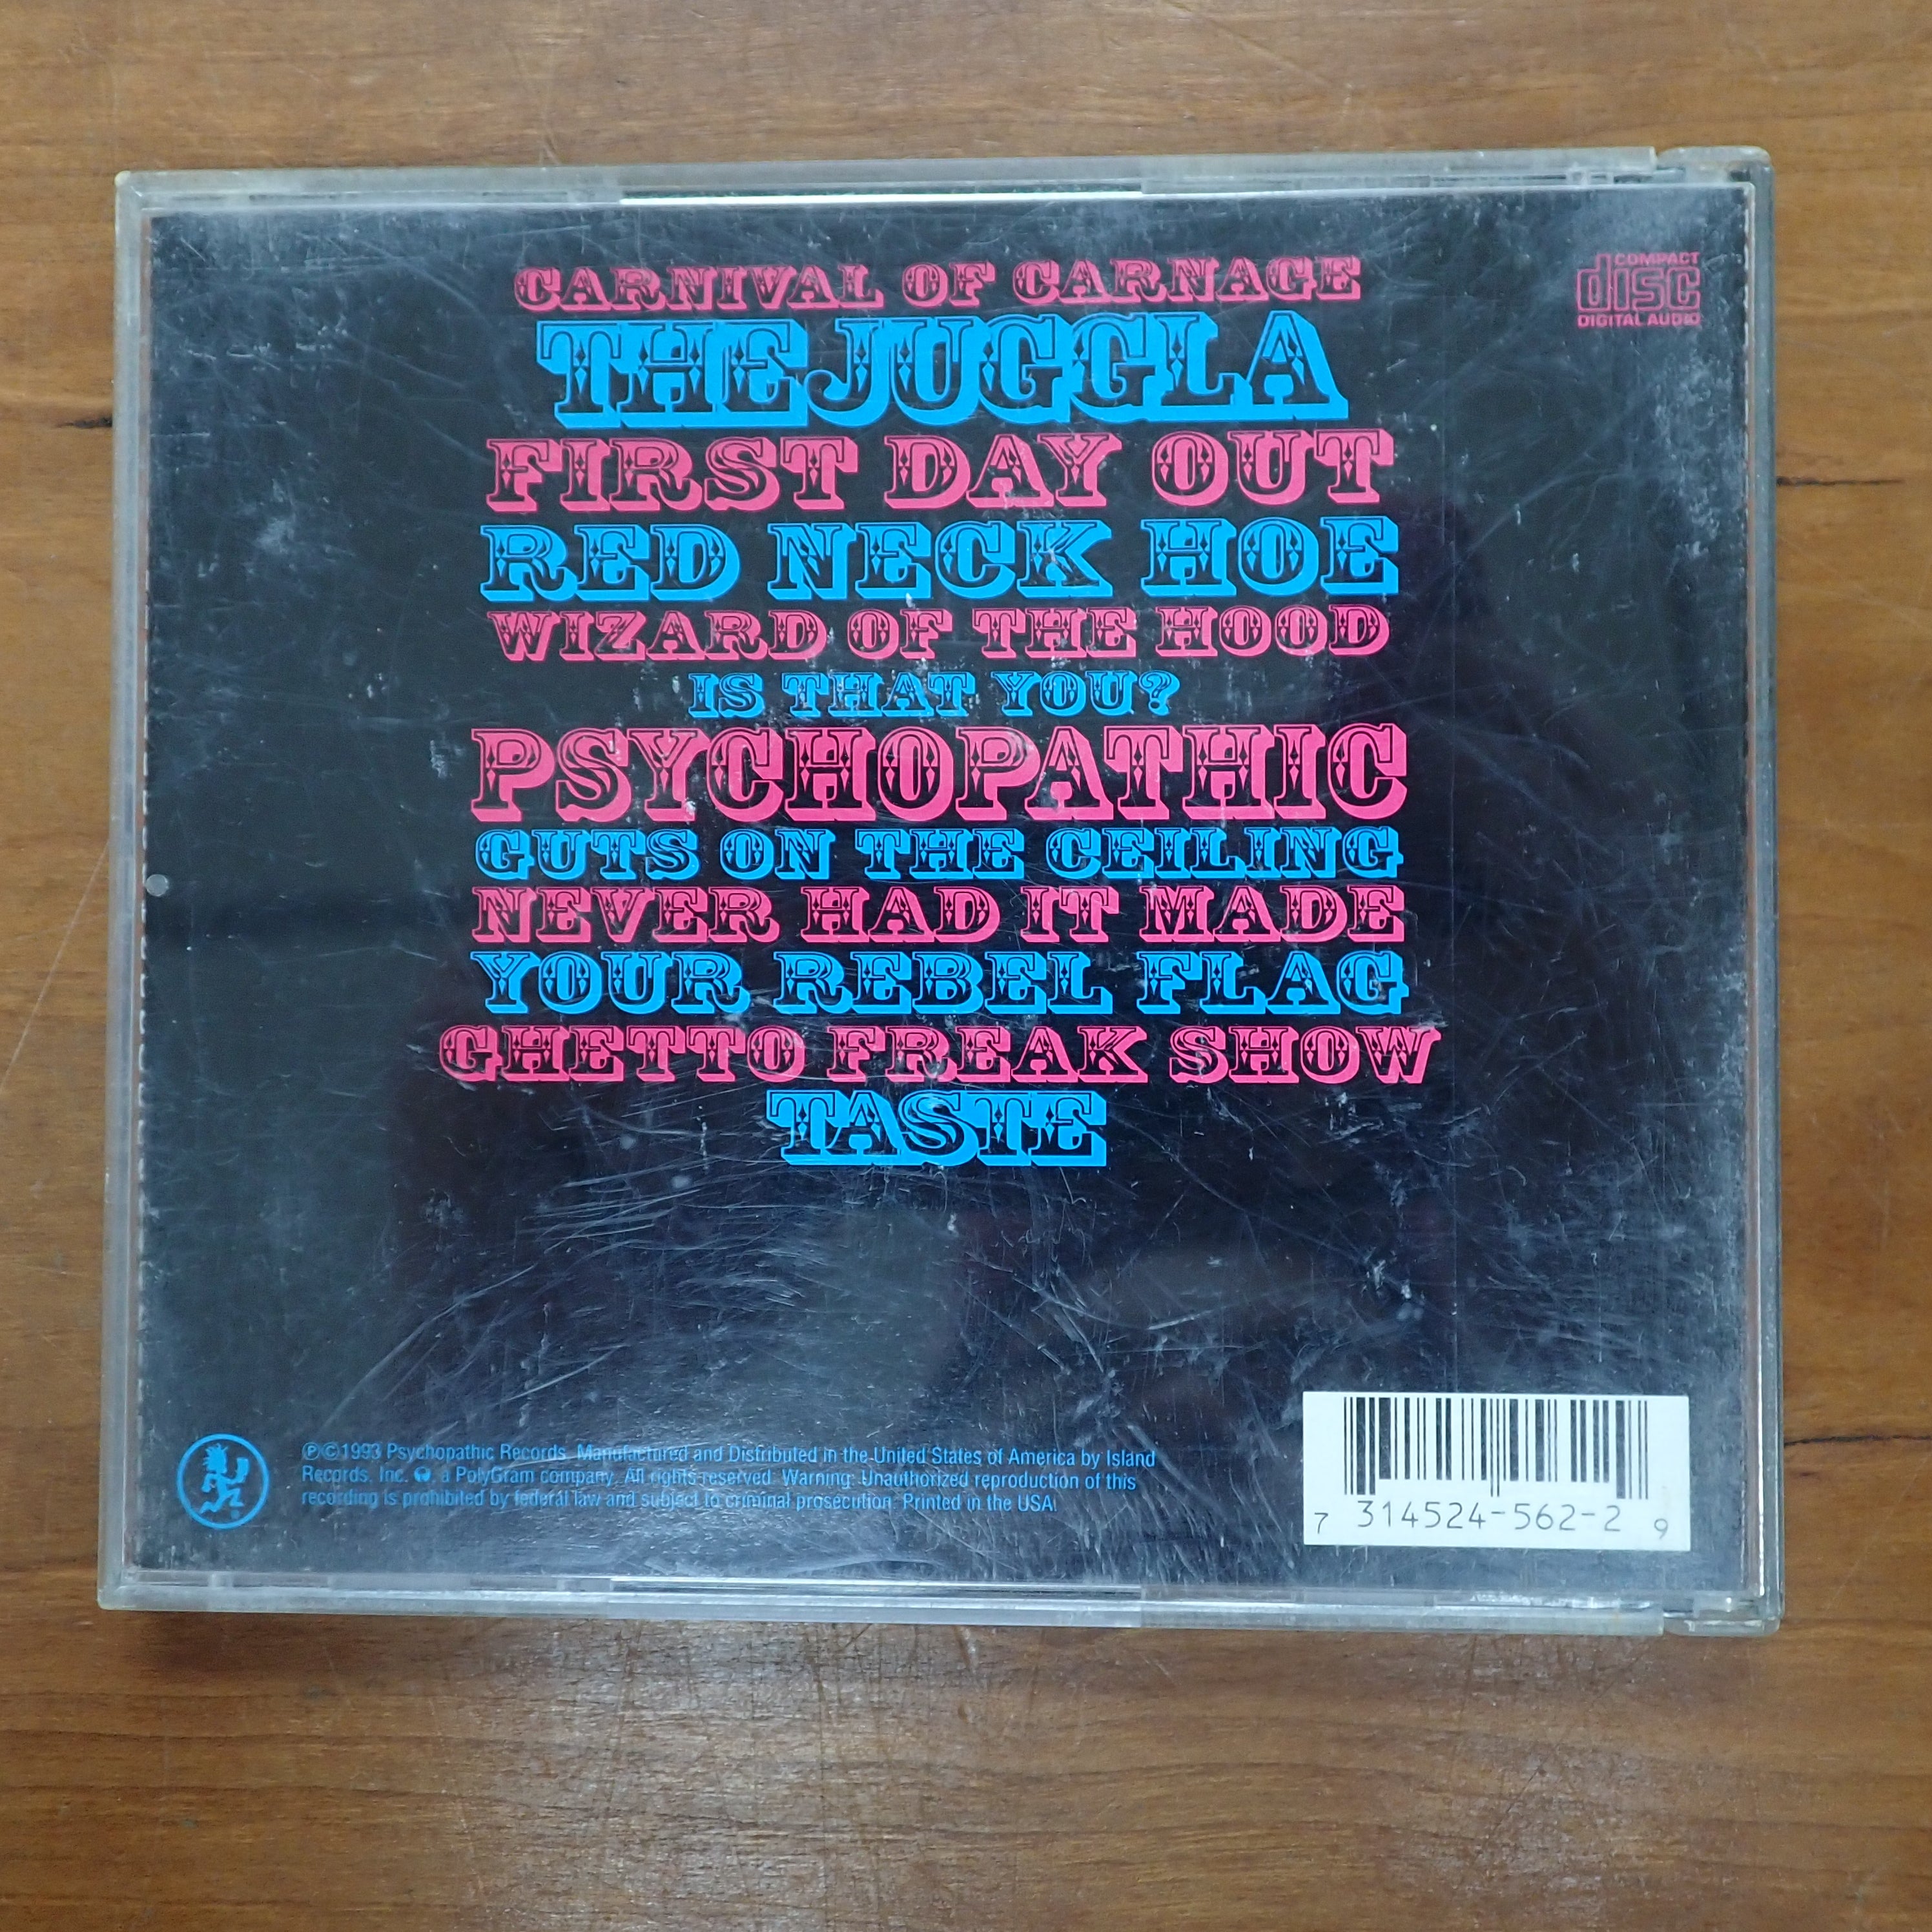 CARNIVAL OF CARNAGE
COMPACT
disc
DIGITAL AUDIO
THE JUGGLA
FIRST DAY OUT
RED NECK HOE
WIZARD OF THE HOOD
IS THAT YOU?
PSYCHOPATHIC
GUTS ON THE CEILING
NEVER HAD IT MADE
YOUR REBEL FLAG
GHETTO FREAK SHOW
TASTE
℗©1993 Psychopathic Records. Manufactured and Distributed in the United States of America by Island
Records, Inc. , a PolyGram company. All rights reserved. Warning: Unauthorized reproduction of this
recording is prohibited by federal law and subject to criminal prosecution. Printed in the USA.
7 314524-562-2 9